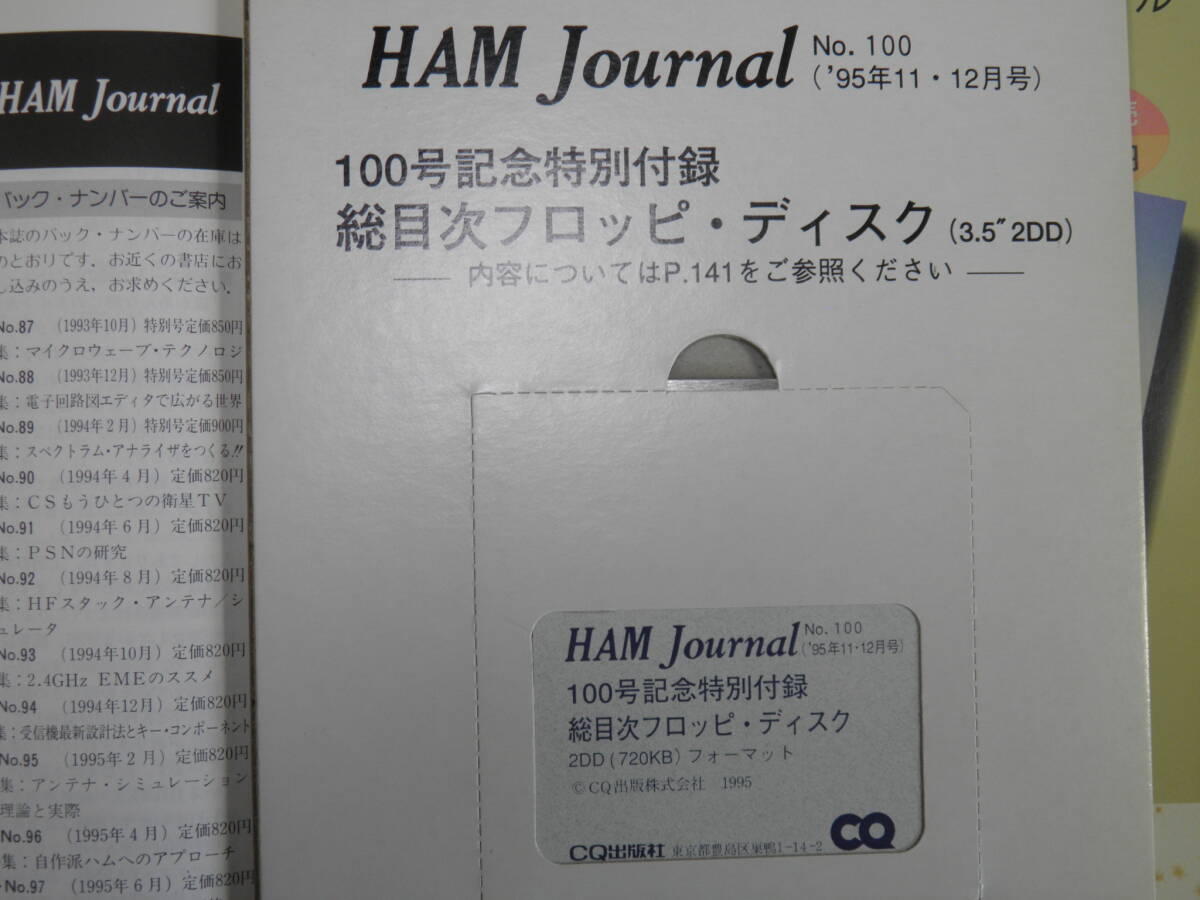 HAM Journal
バック・ナンバーのご案内
本誌のバック・ナンバーの在庫は
のとおりです．お近くの書店にお
し込みのうえ，お求めください．
No.87 （1993年10月）特別号定価850円
集：マイクロウェーブ・テクノロジ
No.88 （1993年12月）特別号定価850円
集：電子回路図エディタで広がる世界
No.89 （1994年2月）特別号定価900円
集：スペクトラム・アナライザをつくる!!
No.90 （1994年4月）定価820円
集：CSもうひとつの衛星TV
No.91 （1994年6月）定価820円
集：PSNの研究
No.92 （1994年8月）定価820円
集：HFスタック・アンテナ／シ
ュレータ
No.93 （1994年10月）定価820円
集：2.4GHz EMEのススメ
No.94 （1994年12月）定価820円
集：受信機最新設計法とキー・コンポーネント
No.95 （1995年2月）定価820円
集：アンテナ・シミュレーション
理論と実際
No.96 （1995年4月）定価820円
集：自作派ハムへのアプローチ
No.97 （1995年6月）定価820円
HAM Journal No. 100
（'95年11・12月号）
100号記念特別付録
総目次フロッピ・ディスク（3.5″2DD）
内容についてはP.141をご参照ください
HAM Journal No. 100
（'95年11・12月号）
100号記念特別付録
総目次フロッピ・ディスク
2DD（720KB）フォーマット
©CQ出版株式会社 1995
CQ
CQ出版社 東京都豊島区巣鴨1-14-2
ル
円